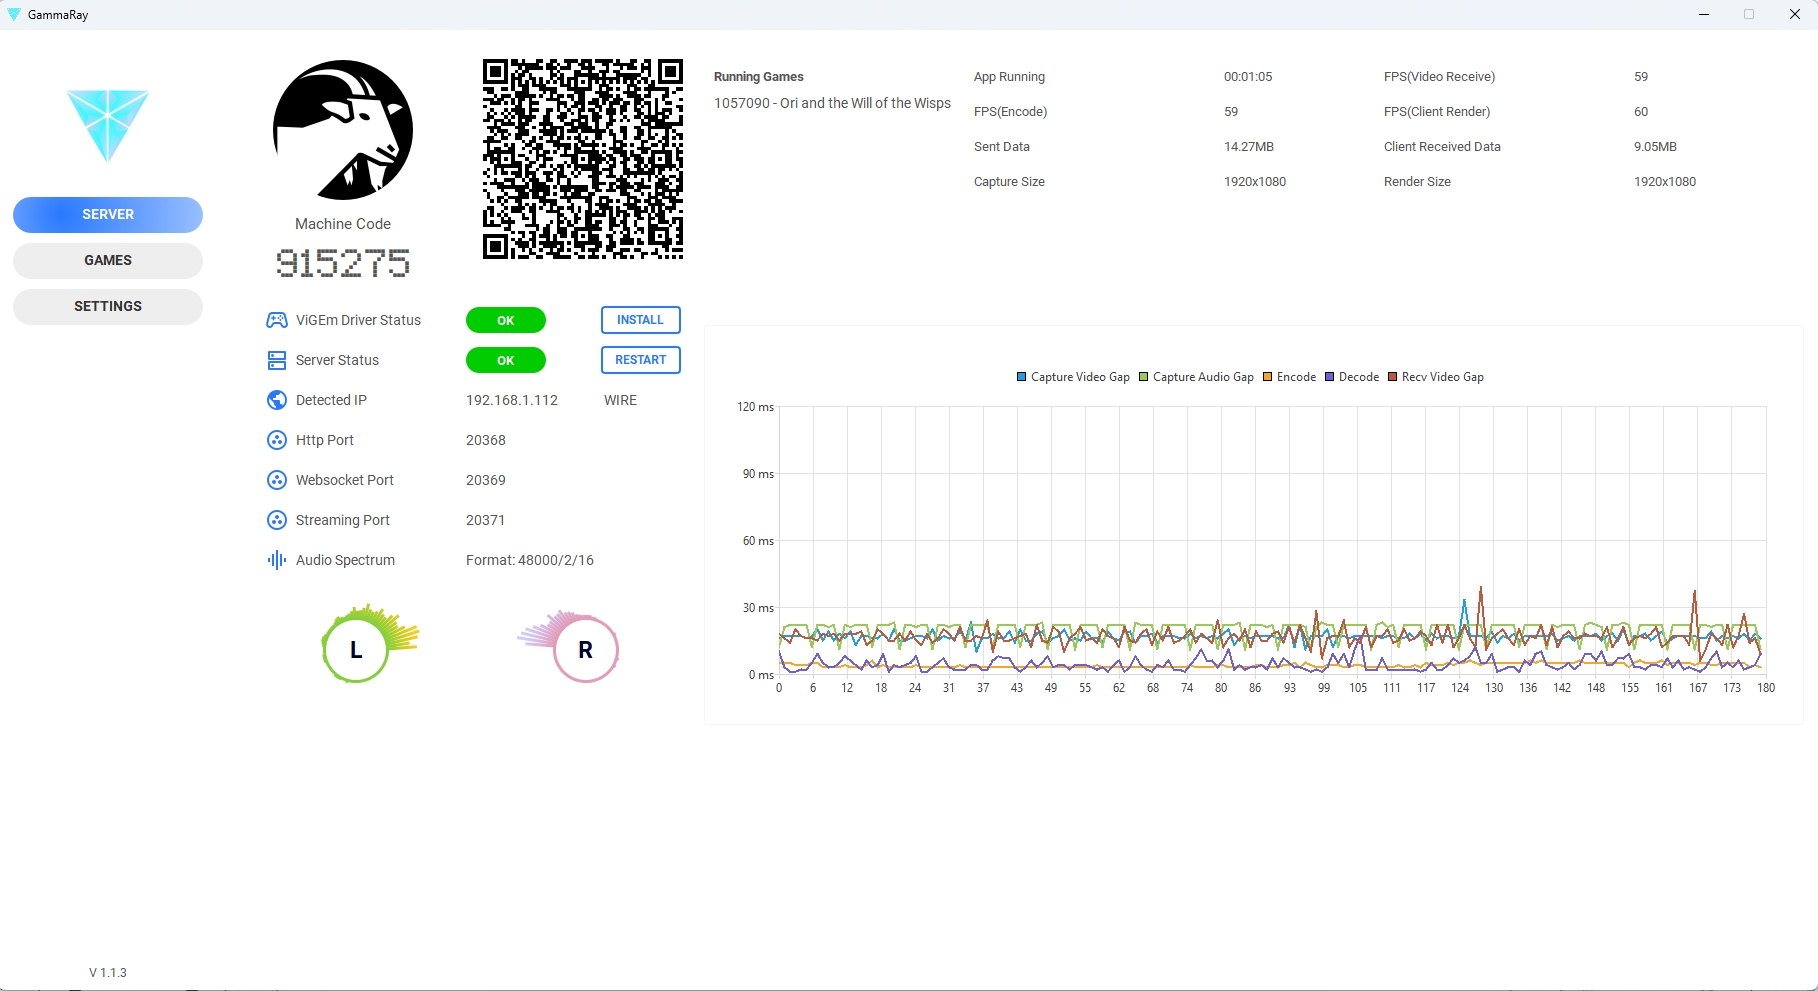 GammaRay
SERVER
GAMES
SETTINGS
V 1.1.3
Machine Code
915275
ViGEm Driver Status OK INSTALL
Server Status OK RESTART
Detected IP 192.168.1.112 WIRE
Http Port 20368
Websocket Port 20369
Streaming Port 20371
Audio Spectrum Format: 48000/2/16
L R
Running Games
1057090 - Ori and the Will of the Wisps
App Running 00:01:05 FPS(Video Receive) 59
FPS(Encode) 59 FPS(Client Render) 60
Sent Data 14.27MB Client Received Data 9.05MB
Capture Size 1920x1080 Render Size 1920x1080
Capture Video Gap Capture Audio Gap Encode Decode Recv Video Gap
120 ms
90 ms
60 ms
30 ms
0 ms
0 6 12 18 24 31 37 43 49 55 62 68 74 80 86 93 99 105 111 117 124 130 136 142 148 155 161 167 173 180